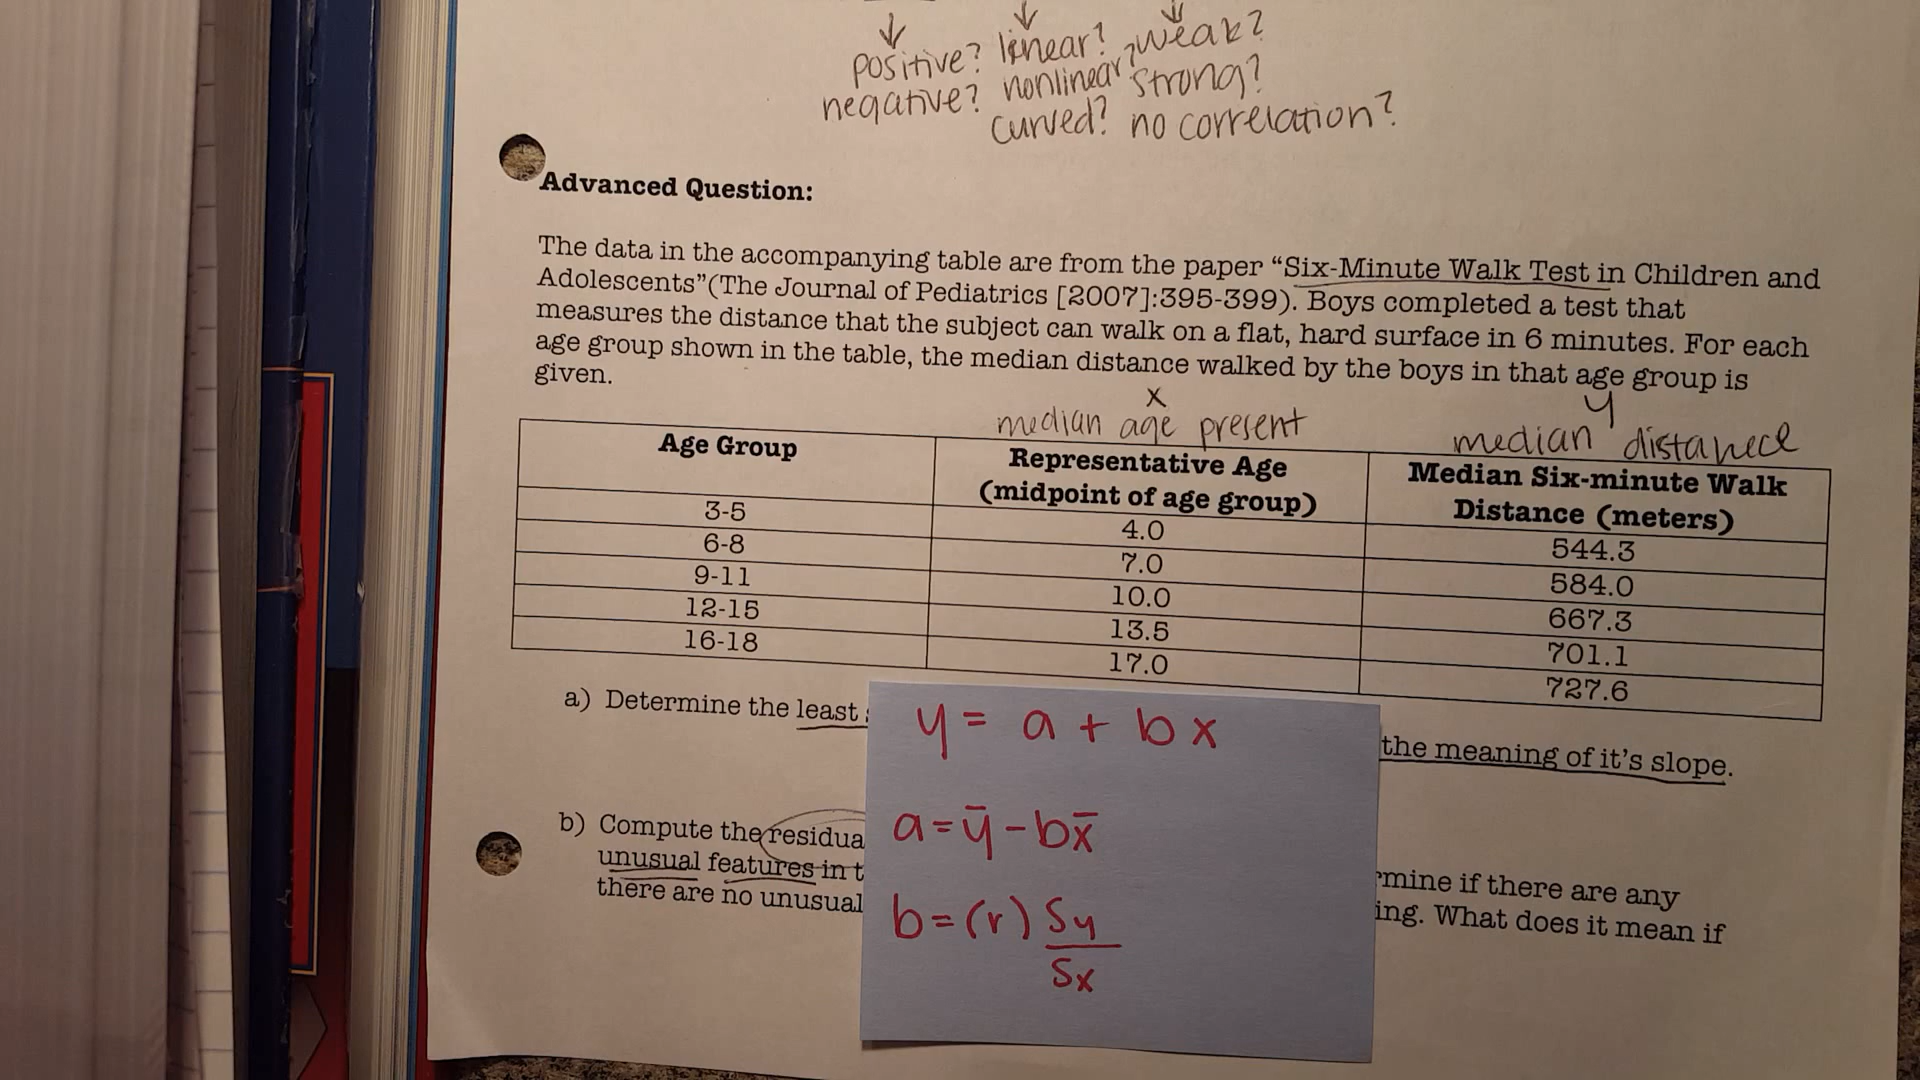 positive? linear? weak?
negative? nonlinear? strong?
curved? no correlation?
Advanced Question:
The data in the accompanying table are from the paper “Six-Minute Walk Test in Children and
Adolescents”(The Journal of Pediatrics [2007]:395-399). Boys completed a test that
measures the distance that the subject can walk on a flat, hard surface in 6 minutes. For each
age group shown in the table, the median distance walked by the boys in that age group is
given.
x y
median age present median distanece
Age Group Representative Age (midpoint of age group) Median Six-minute Walk Distance (meters)
3-5 4.0 544.3
6-8 7.0 584.0
9-11 10.0 667.3
12-15 13.5 701.1
16-18 17.0 727.6
a) Determine the least the meaning of it's slope.
b) Compute the residua rmine if there are any
unusual features in t ing. What does it mean if
there are no unusual
y = a + bx
a = ȳ - bx̄
b = (r) Sy
Sx